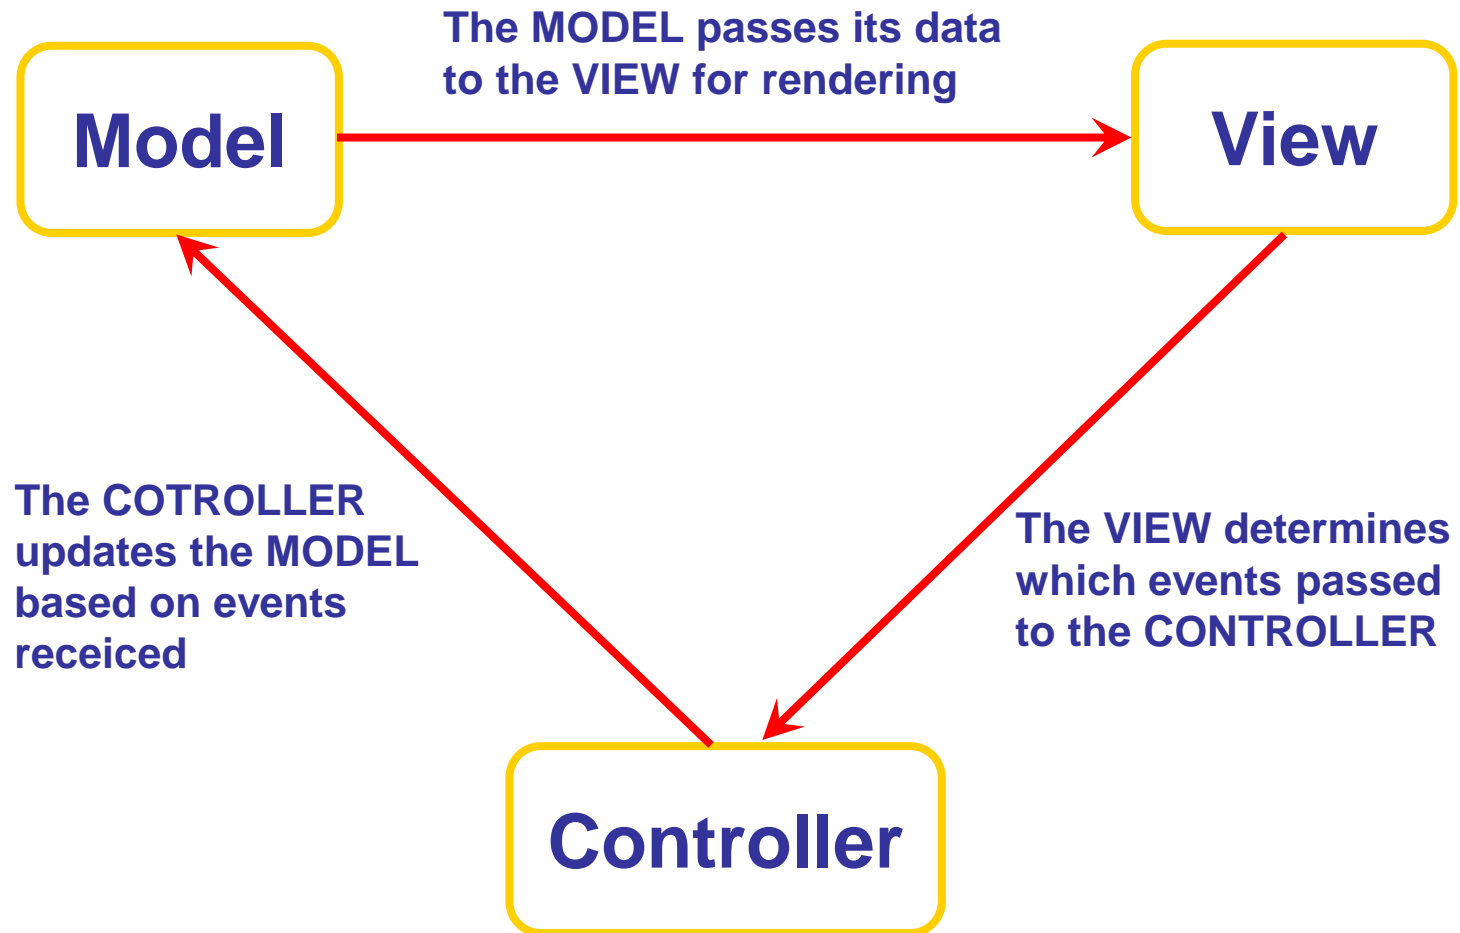 The MODEL passes its data
to the VIEW for rendering
Model
View
The COTROLLER
updates the MODEL
based on events
receiced
The VIEW determines
which events passed
to the CONTROLLER
Controller